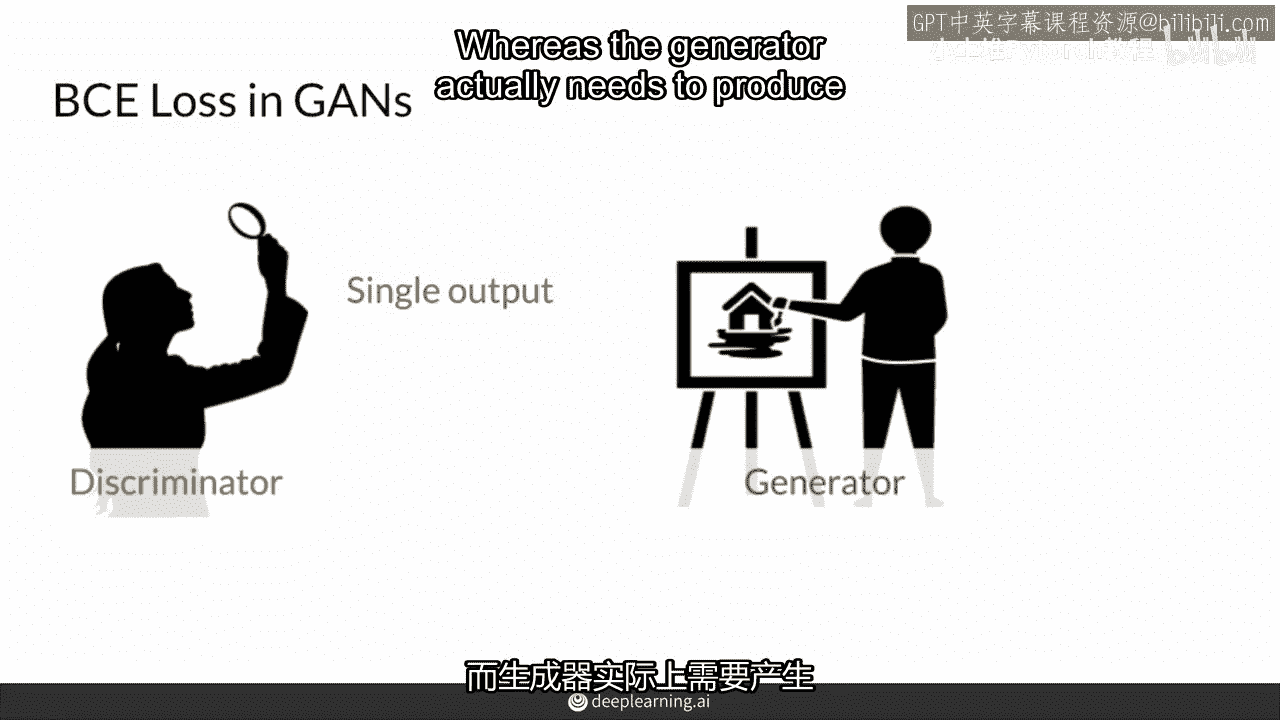 GPT中英字幕课程资源@bilibili.com
Whereas the generator
actually needs to produce
BCE Loss in GANs
Single output
Discriminator
Generator
而生成器实际上需要产生
deeplearning.ai